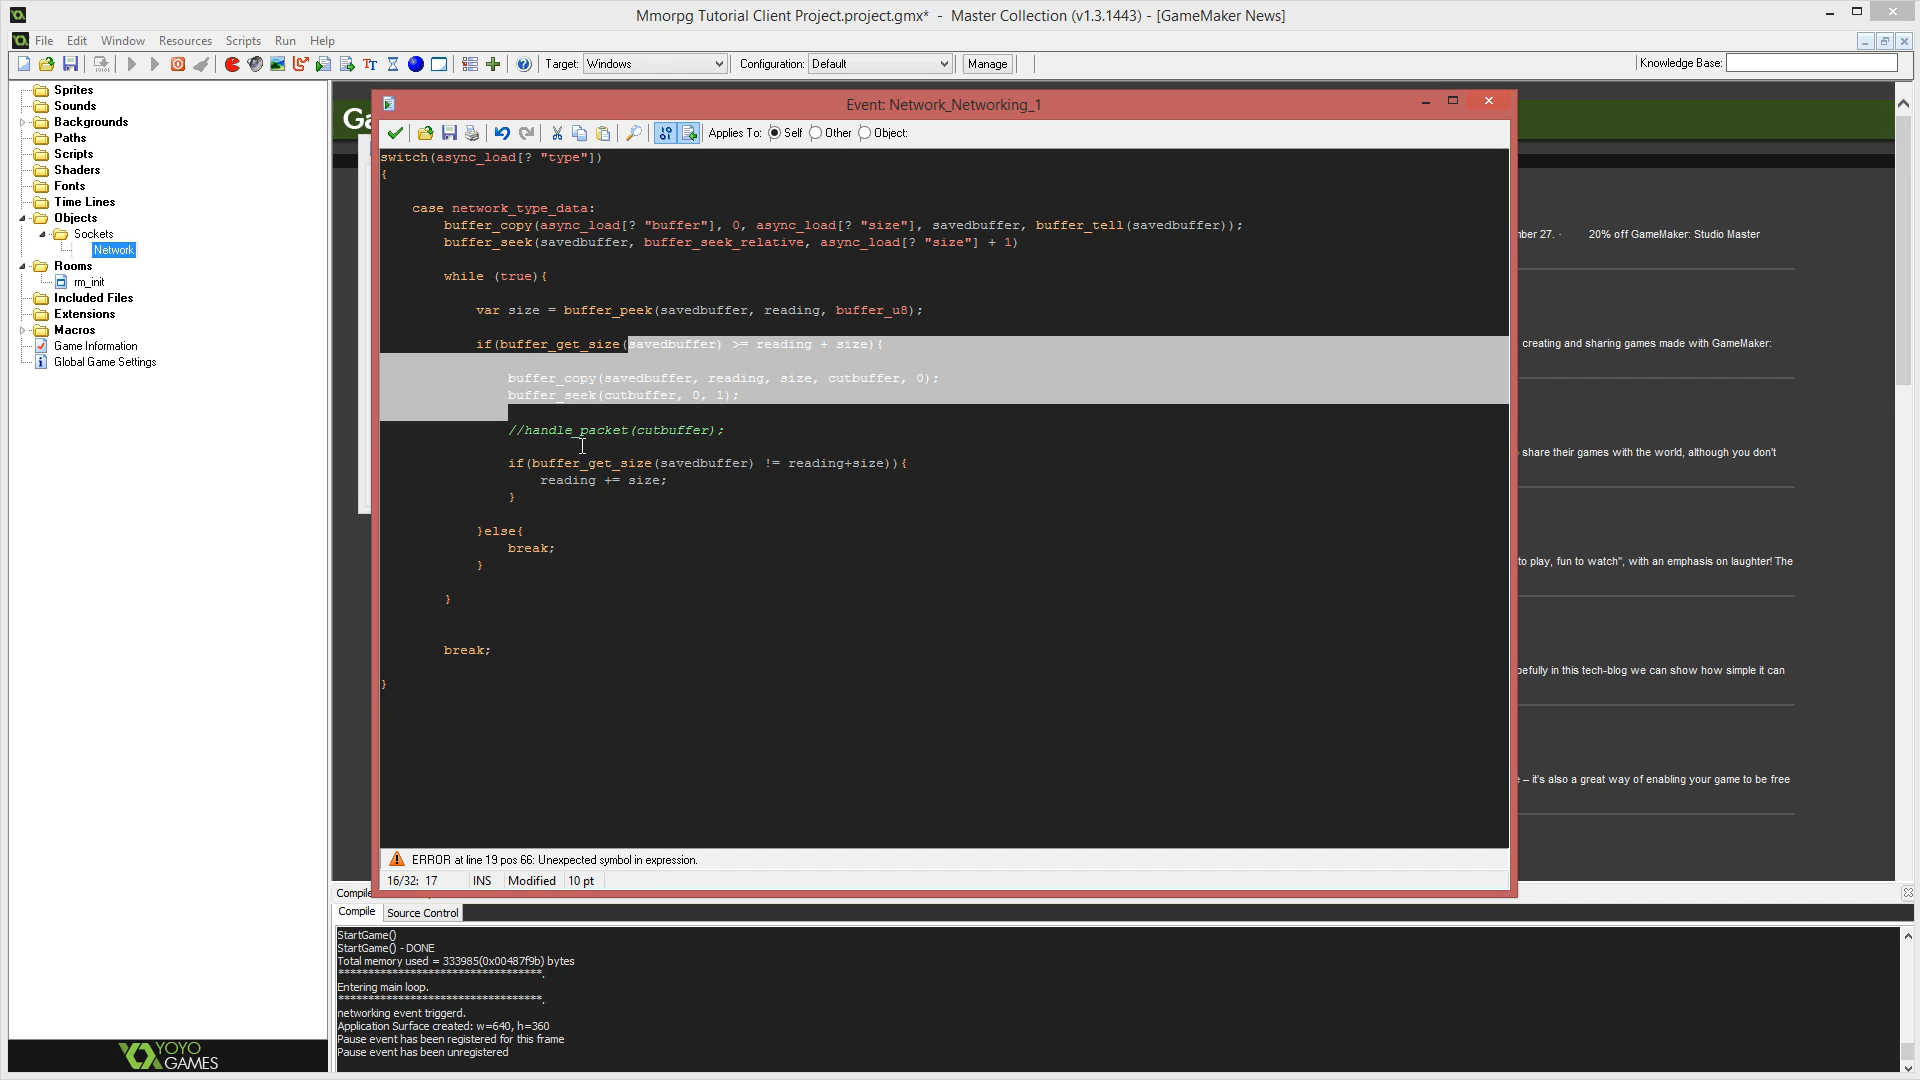 Mmorpg Tutorial Client Project.project.gmx* - Master Collection (v1.3.1443) - [GameMaker News]
File Edit Window Resources Scripts Run Help
Target: Windows Configuration: Default Manage Knowledge Base:
Sprites
Sounds
Backgrounds
Paths
Scripts
Shaders
Fonts
Time Lines
Objects
Sockets
Network
Rooms
rm_init
Included Files
Extensions
Macros
Game Information
Global Game Settings
YOYO
GAMES
Event: Network_Networking_1
Applies To: Self Other Object:
switch(async_load[? "type"])
{
case network_type_data:
buffer_copy(async_load[? "buffer"], 0, async_load[? "size"], savedbuffer, buffer_tell(savedbuffer));
buffer_seek(savedbuffer, buffer_seek_relative, async_load[? "size"] + 1)
while (true){
var size = buffer_peek(savedbuffer, reading, buffer_u8);
if(buffer_get_size(savedbuffer) >= reading + size){
buffer_copy(savedbuffer, reading, size, cutbuffer, 0);
buffer_seek(cutbuffer, 0, 1);
//handle_packet(cutbuffer);
if(buffer_get_size(savedbuffer) != reading+size)){
reading += size;
}
}else{
break;
}
}
break;
}
ERROR at line 19 pos 66: Unexpected symbol in expression.
16/32: 17 INS Modified 10 pt
Ga
ber 27. · 20% off GameMaker: Studio Master
creating and sharing games made with GameMaker:
share their games with the world, although you don't
to play, fun to watch", with an emphasis on laughter! The
pefully in this tech-blog we can show how simple it can
– it's also a great way of enabling your game to be free
Compile
Compile Source Control
StartGame()
StartGame() - DONE
Total memory used = 333985(0x00487f9b) bytes
***********************************.
Entering main loop.
***********************************.
networking event triggerd.
Application Surface created: w=640, h=360
Pause event has been registered for this frame
Pause event has been unregistered